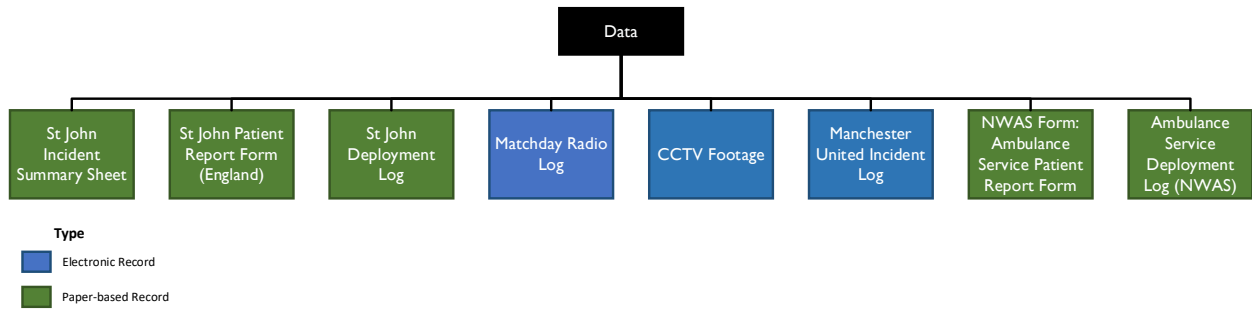 Data
St John
Incident
Summary Sheet
St John Patient
Report Form
(England)
St John
Deployment
Log
Matchday Radio
Log
CCTV Footage
Manchester
United Incident
Log
NWAS Form:
Ambulance
Service Patient
Report Form
Ambulance
Service
Deployment
Log (NWAS)
Type
Electronic Record
Paper-based Record